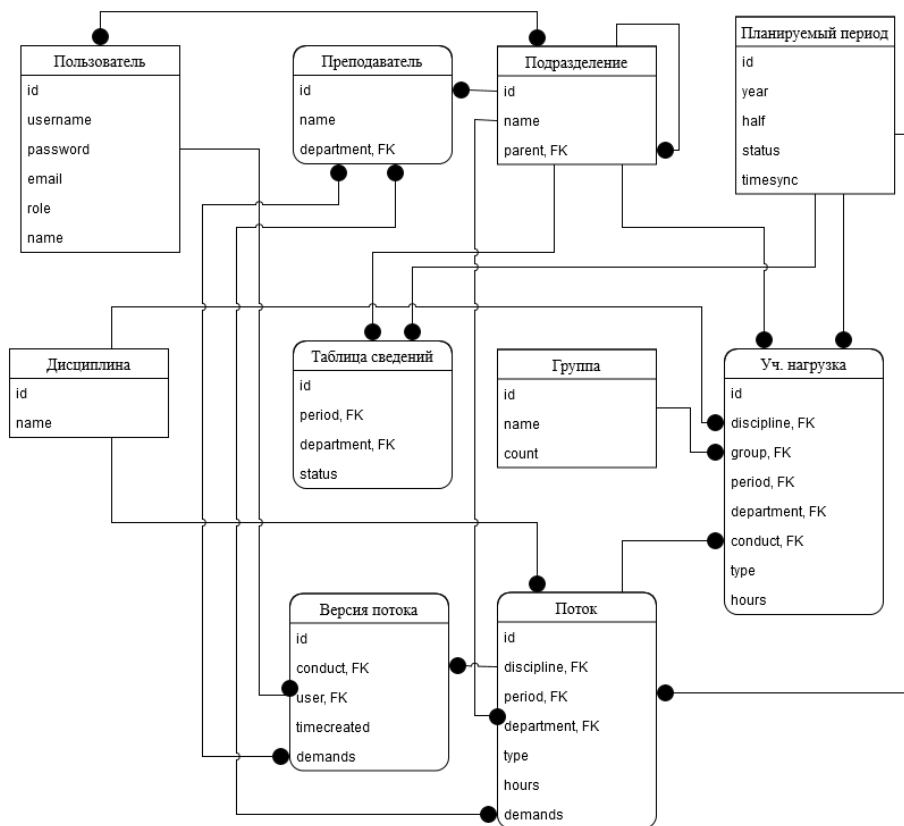 Пользователь
id
username
password
email
role
name
Преподаватель
id
name
department, FK
Подразделение
id
name
parent, FK
Планируемый период
id
year
half
status
timesync
Дисциплина
id
name
Таблица сведений
id
period, FK
department, FK
status
Группа
id
name
count
Уч. нагрузка
id
discipline, FK
group, FK
period, FK
department, FK
conduct, FK
type
hours
Версия потока
id
conduct, FK
user, FK
timecreated
demands
Поток
id
discipline, FK
period, FK
department, FK
type
hours
demands